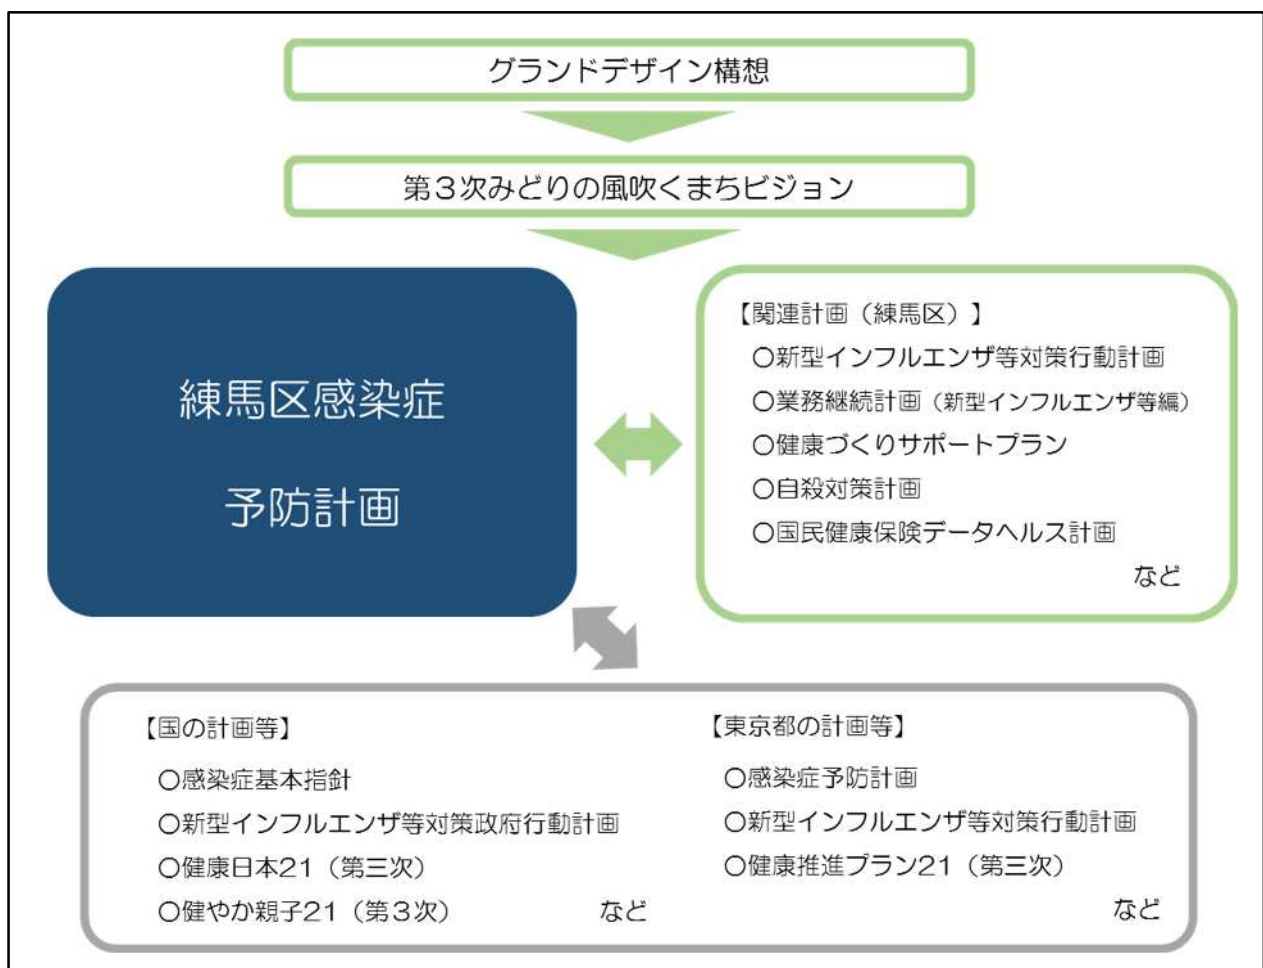 グランドデザイン構想
第３次みどりの風吹くまちビジョン
練馬区感染症
予防計画
【関連計画（練馬区）】
○新型インフルエンザ等対策行動計画
○業務継続計画（新型インフルエンザ等編）
○健康づくりサポートプラン
○自殺対策計画
○国民健康保険データヘルス計画
など
【国の計画等】
○感染症基本指針
○新型インフルエンザ等対策政府行動計画
○健康日本21（第三次）
○健やか親子21（第３次）　など
【東京都の計画等】
○感染症予防計画
○新型インフルエンザ等対策行動計画
○健康推進プラン21（第三次）
など